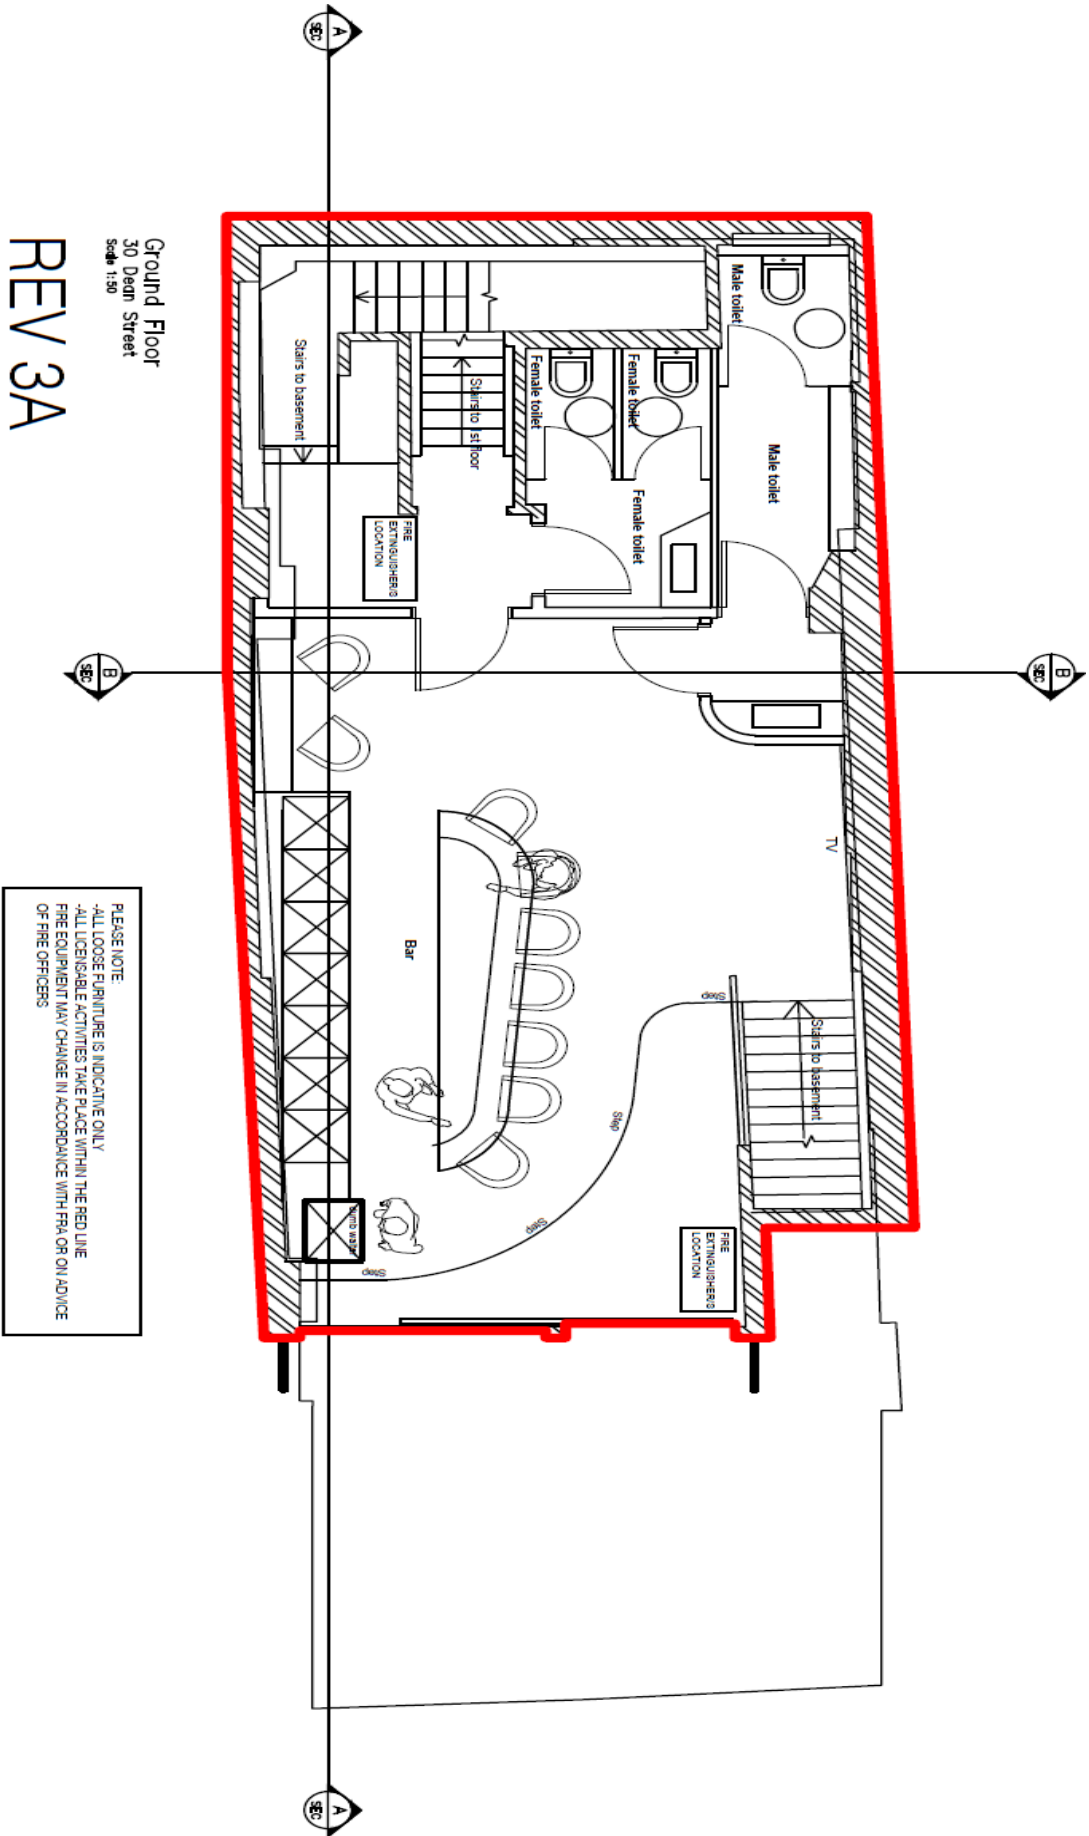 A
SEC
B
SEC
Male toilet
Male toilet
Female toilet
Female toilet
Female toilet
Stairs to 1st floor
Stairs to basement
FIRE
EXTINGUISHER/S
LOCATION
TV
Bar
Stairs to basement
Step
Step
Step
Step
dumb waiter
FIRE
EXTINGUISHER/S
LOCATION
B
SEC
A
SEC
Ground Floor
30 Dean Street
Scale 1:50
REV 3A
PLEASE NOTE:
-ALL LOOSE FURNITURE IS INDICATIVE ONLY
-ALL LICENSABLE ACTIVITIES TAKE PLACE WITHIN THE RED LINE
FIRE EQUIPMENT MAY CHANGE IN ACCORDANCE WITH FRA OR ON ADVICE
OF FIRE OFFICERS